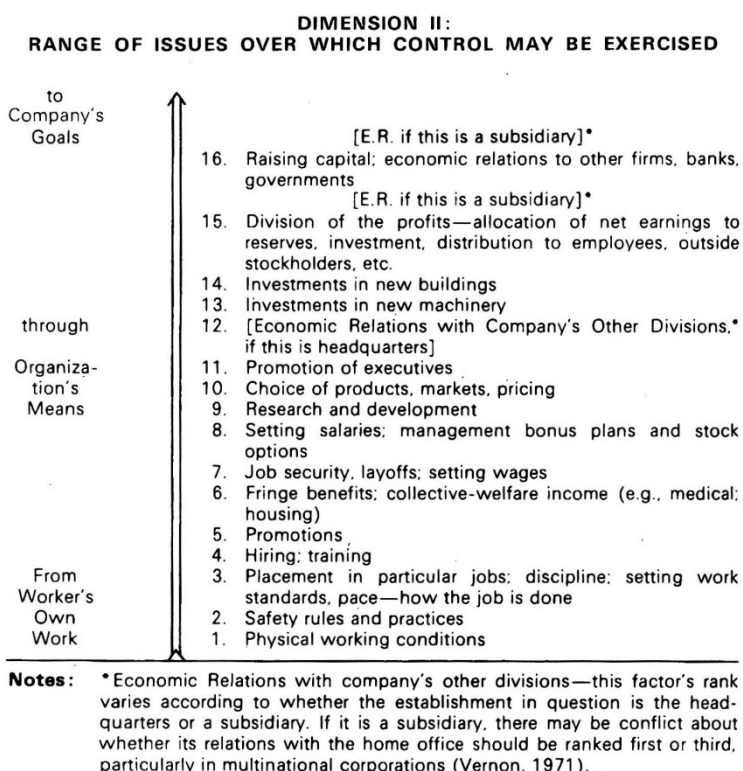 DIMENSION II:
RANGE OF ISSUES OVER WHICH CONTROL MAY BE EXERCISED
to
Company's
Goals
[E.R. if this is a subsidiary]*
16. Raising capital; economic relations to other firms, banks,
governments
[E.R. if this is a subsidiary]*
15. Division of the profits—allocation of net earnings to
reserves, investment, distribution to employees, outside
stockholders, etc.
14. Investments in new buildings
13. Investments in new machinery
through
12. [Economic Relations with Company's Other Divisions,*
if this is headquarters]
Organiza-
tion's
Means
11. Promotion of executives
10. Choice of products, markets, pricing
9. Research and development
8. Setting salaries; management bonus plans and stock
options
7. Job security, layoffs; setting wages
6. Fringe benefits; collective-welfare income (e.g., medical;
housing)
5. Promotions
4. Hiring; training
From
Worker's
Own
Work
3. Placement in particular jobs; discipline; setting work
standards, pace—how the job is done
2. Safety rules and practices
1. Physical working conditions
Notes: *Economic Relations with company's other divisions—this factor's rank
varies according to whether the establishment in question is the head-
quarters or a subsidiary. If it is a subsidiary, there may be conflict about
whether its relations with the home office should be ranked first or third,
particularly in multinational corporations (Vernon, 1971).